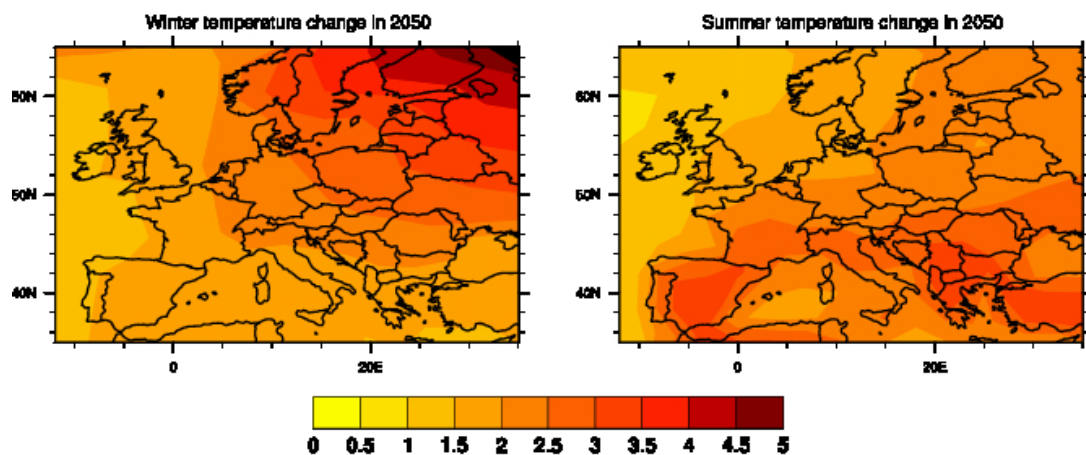 Winter temperature change in 2050
Summer temperature change in 2050
60N
50N
40N
0
20E
60N
50N
40N
0
20E
0 0.5 1 1.5 2 2.5 3 3.5 4 4.5 5